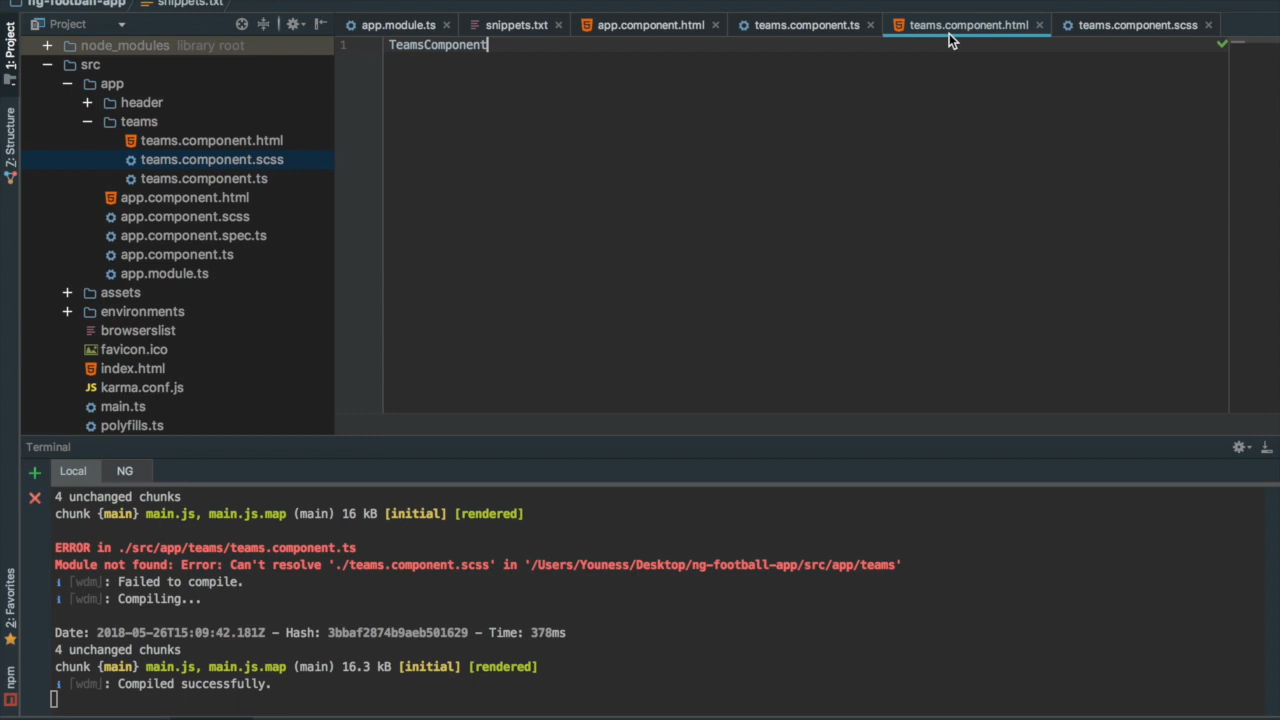 ng-football-app snippets.txt
1: Project
Project
app.module.ts snippets.txt app.component.html teams.component.ts teams.component.html teams.component.scss
node_modules library root
src
app
header
teams
teams.component.html
teams.component.scss
teams.component.ts
app.component.html
app.component.scss
app.component.spec.ts
app.component.ts
app.module.ts
assets
environments
browserslist
favicon.ico
index.html
karma.conf.js
main.ts
polyfills.ts
1 TeamsComponent
Z: Structure
2: Favorites
npm
Terminal
Local NG
4 unchanged chunks
chunk {main} main.js, main.js.map (main) 16 kB [initial] [rendered]
ERROR in ./src/app/teams/teams.component.ts
Module not found: Error: Can't resolve './teams.component.scss' in '/Users/Youness/Desktop/ng-football-app/src/app/teams'
ℹ ｢wdm｣: Failed to compile.
ℹ ｢wdm｣: Compiling...
Date: 2018-05-26T15:09:42.181Z - Hash: 3bbaf2874b9aeb501629 - Time: 378ms
4 unchanged chunks
chunk {main} main.js, main.js.map (main) 16.3 kB [initial] [rendered]
ℹ ｢wdm｣: Compiled successfully.